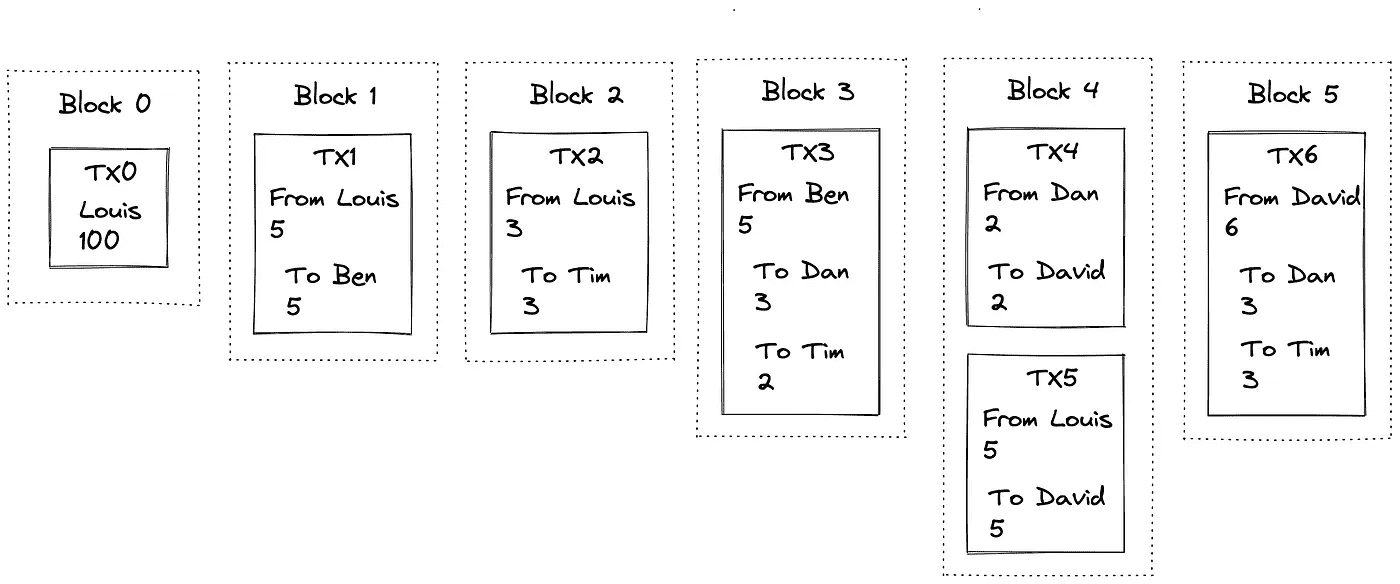 Block 0
TX0
Louis
100
Block 1
TX1
From Louis
5
To Ben
5
Block 2
TX2
From Louis
3
To Tim
3
Block 3
TX3
From Ben
5
To Dan
3
To Tim
2
Block 4
TX4
From Dan
2
To David
2
TX5
From Louis
5
To David
5
Block 5
TX6
From David
6
To Dan
3
To Tim
3